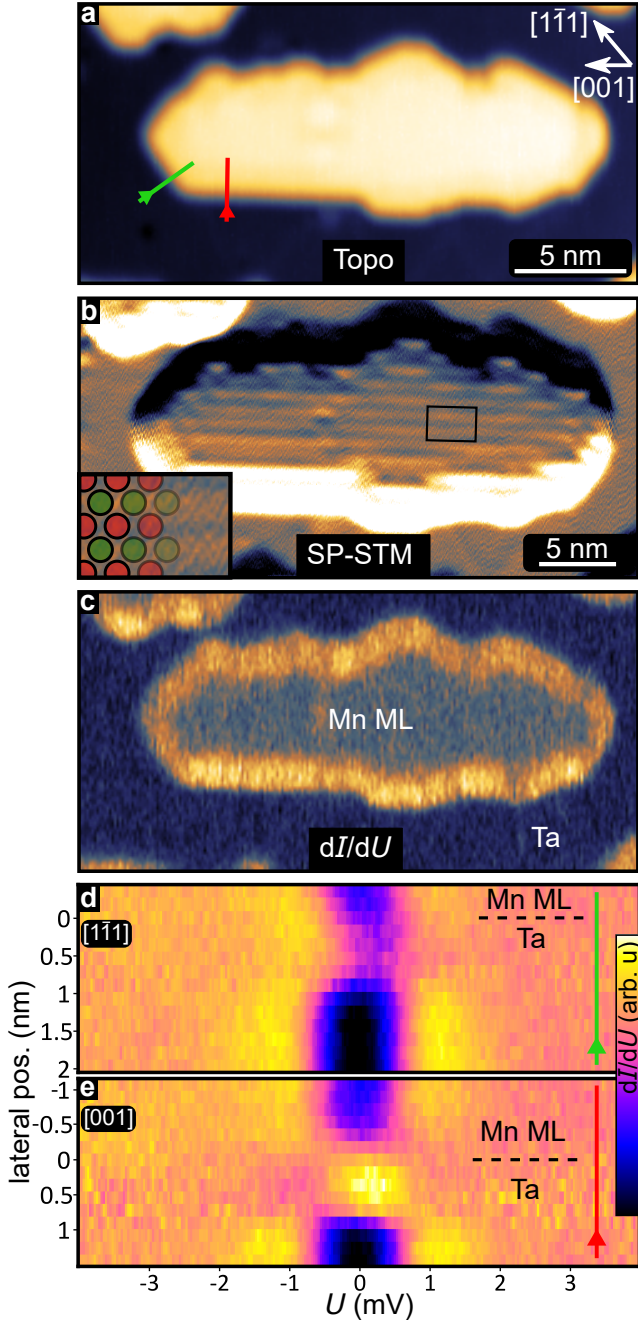 a
[11̅1]
[001]
Topo
5 nm
b
SP-STM
5 nm
c
Mn ML
dI/dU
Ta
d
[11̅1]
Mn ML
Ta
0
1
1.5
2
e
[001]
Mn ML
Ta
-1
-0.5
0
0.5
1
lateral pos. (nm)
dI/dU (arb. u)
-3 -2 -1 0 1 2 3
U (mV)